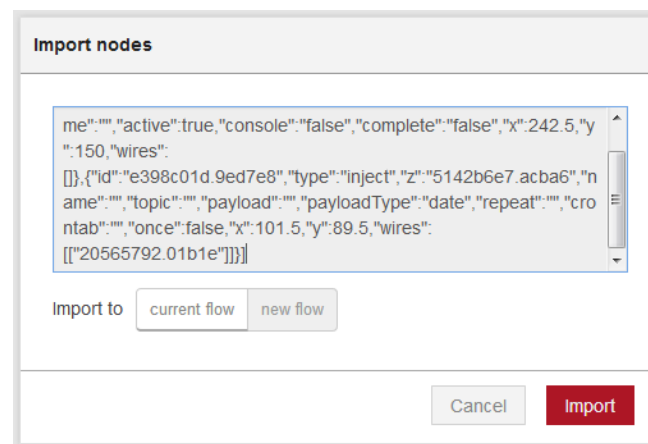 Import nodes
me":"","active":true,"console":"false","complete":"false","x":242.5,"y
":150,"wires":
[]},{"id":"e398c01d.9ed7e8","type":"inject","z":"5142b6e7.acba6","n
ame":"","topic":"","payload":"","payloadType":"date","repeat":"","cro
ntab":"","once":false,"x":101.5,"y":89.5,"wires":
[["20565792.01b1e"]]}]
Import to current flow new flow
Cancel Import